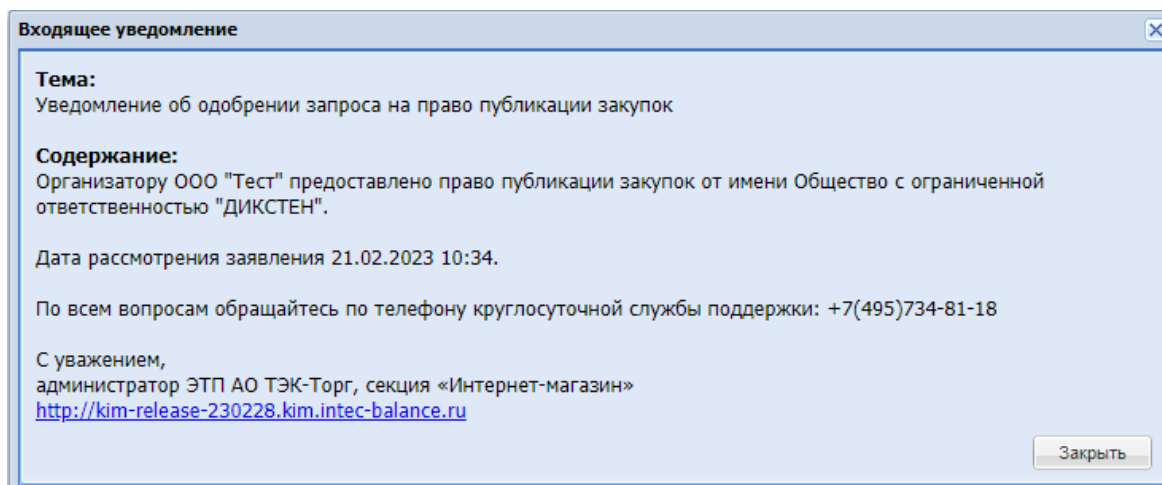 Входящее уведомление
Тема:
Уведомление об одобрении запроса на право публикации закупок
Содержание:
Организатору ООО "Тест" предоставлено право публикации закупок от имени Общество с ограниченной
ответственностью "ДИКСТЕН".
Дата рассмотрения заявления 21.02.2023 10:34.
По всем вопросам обращайтесь по телефону круглосуточной службы поддержки: +7(495)734-81-18
С уважением,
администратор ЭТП АО ТЭК-Торг, секция «Интернет-магазин»
http://kim-release-230228.kim.intec-balance.ru
Закрыть